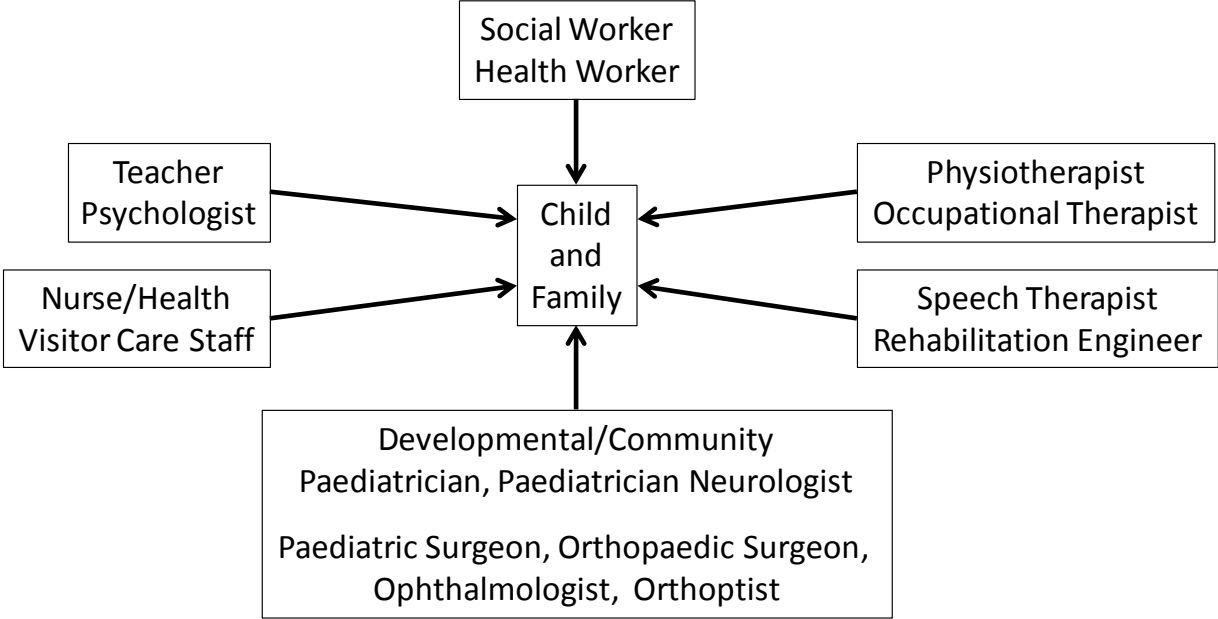 Social Worker
Health Worker
Teacher
Psychologist
Physiotherapist
Occupational Therapist
Child
and
Family
Nurse/Health
Visitor Care Staff
Speech Therapist
Rehabilitation Engineer
Developmental/Community
Paediatrician, Paediatrician Neurologist
Paediatric Surgeon, Orthopaedic Surgeon,
Ophthalmologist, Orthoptist